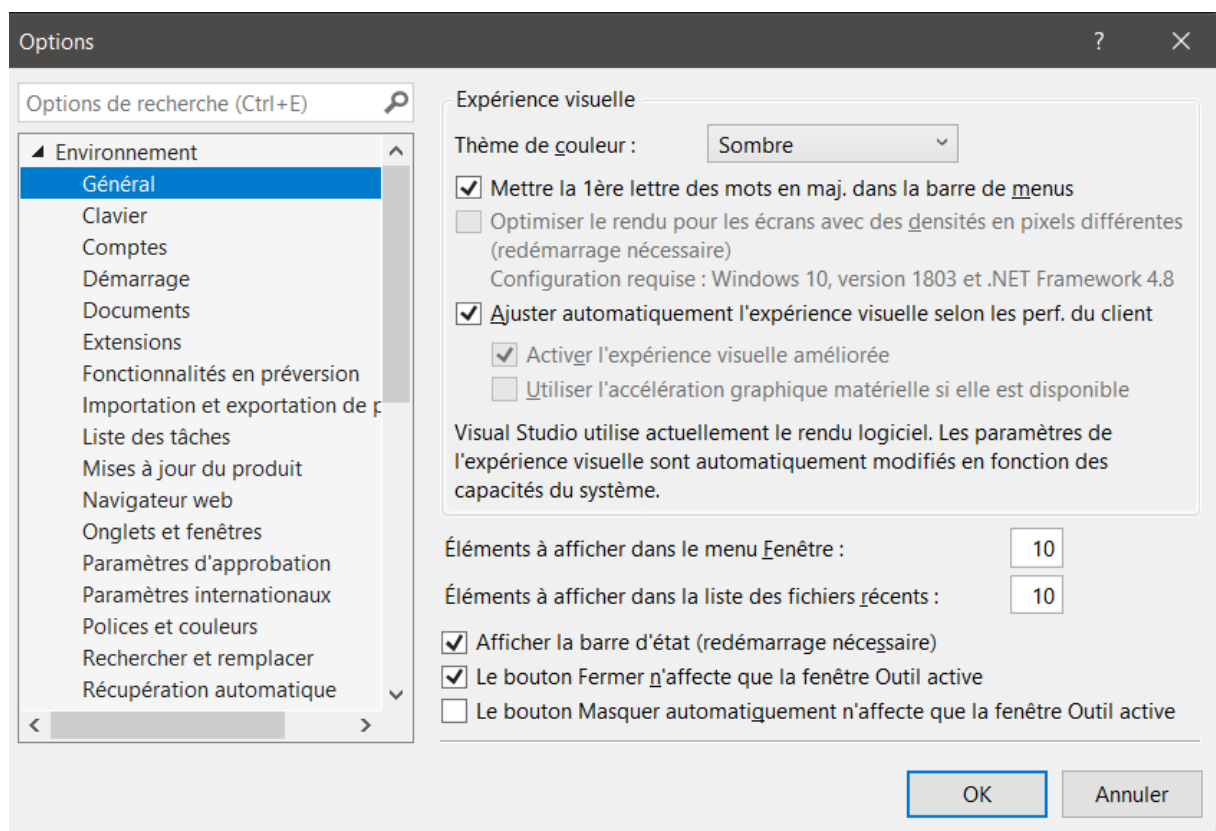 Options
?
Options de recherche (Ctrl+E)
Environnement
Général
Clavier
Comptes
Démarrage
Documents
Extensions
Fonctionnalités en préversion
Importation et exportation de p
Liste des tâches
Mises à jour du produit
Navigateur web
Onglets et fenêtres
Paramètres d'approbation
Paramètres internationaux
Polices et couleurs
Rechercher et remplacer
Récupération automatique
Expérience visuelle
Thème de couleur : Sombre
Mettre la 1ère lettre des mots en maj. dans la barre de menus
Optimiser le rendu pour les écrans avec des densités en pixels différentes
(redémarrage nécessaire)
Configuration requise : Windows 10, version 1803 et .NET Framework 4.8
Ajuster automatiquement l'expérience visuelle selon les perf. du client
Activer l'expérience visuelle améliorée
Utiliser l'accélération graphique matérielle si elle est disponible
Visual Studio utilise actuellement le rendu logiciel. Les paramètres de
l'expérience visuelle sont automatiquement modifiés en fonction des
capacités du système.
Éléments à afficher dans le menu Fenêtre : 10
Éléments à afficher dans la liste des fichiers récents : 10
Afficher la barre d'état (redémarrage nécessaire)
Le bouton Fermer n'affecte que la fenêtre Outil active
Le bouton Masquer automatiquement n'affecte que la fenêtre Outil active
OK Annuler